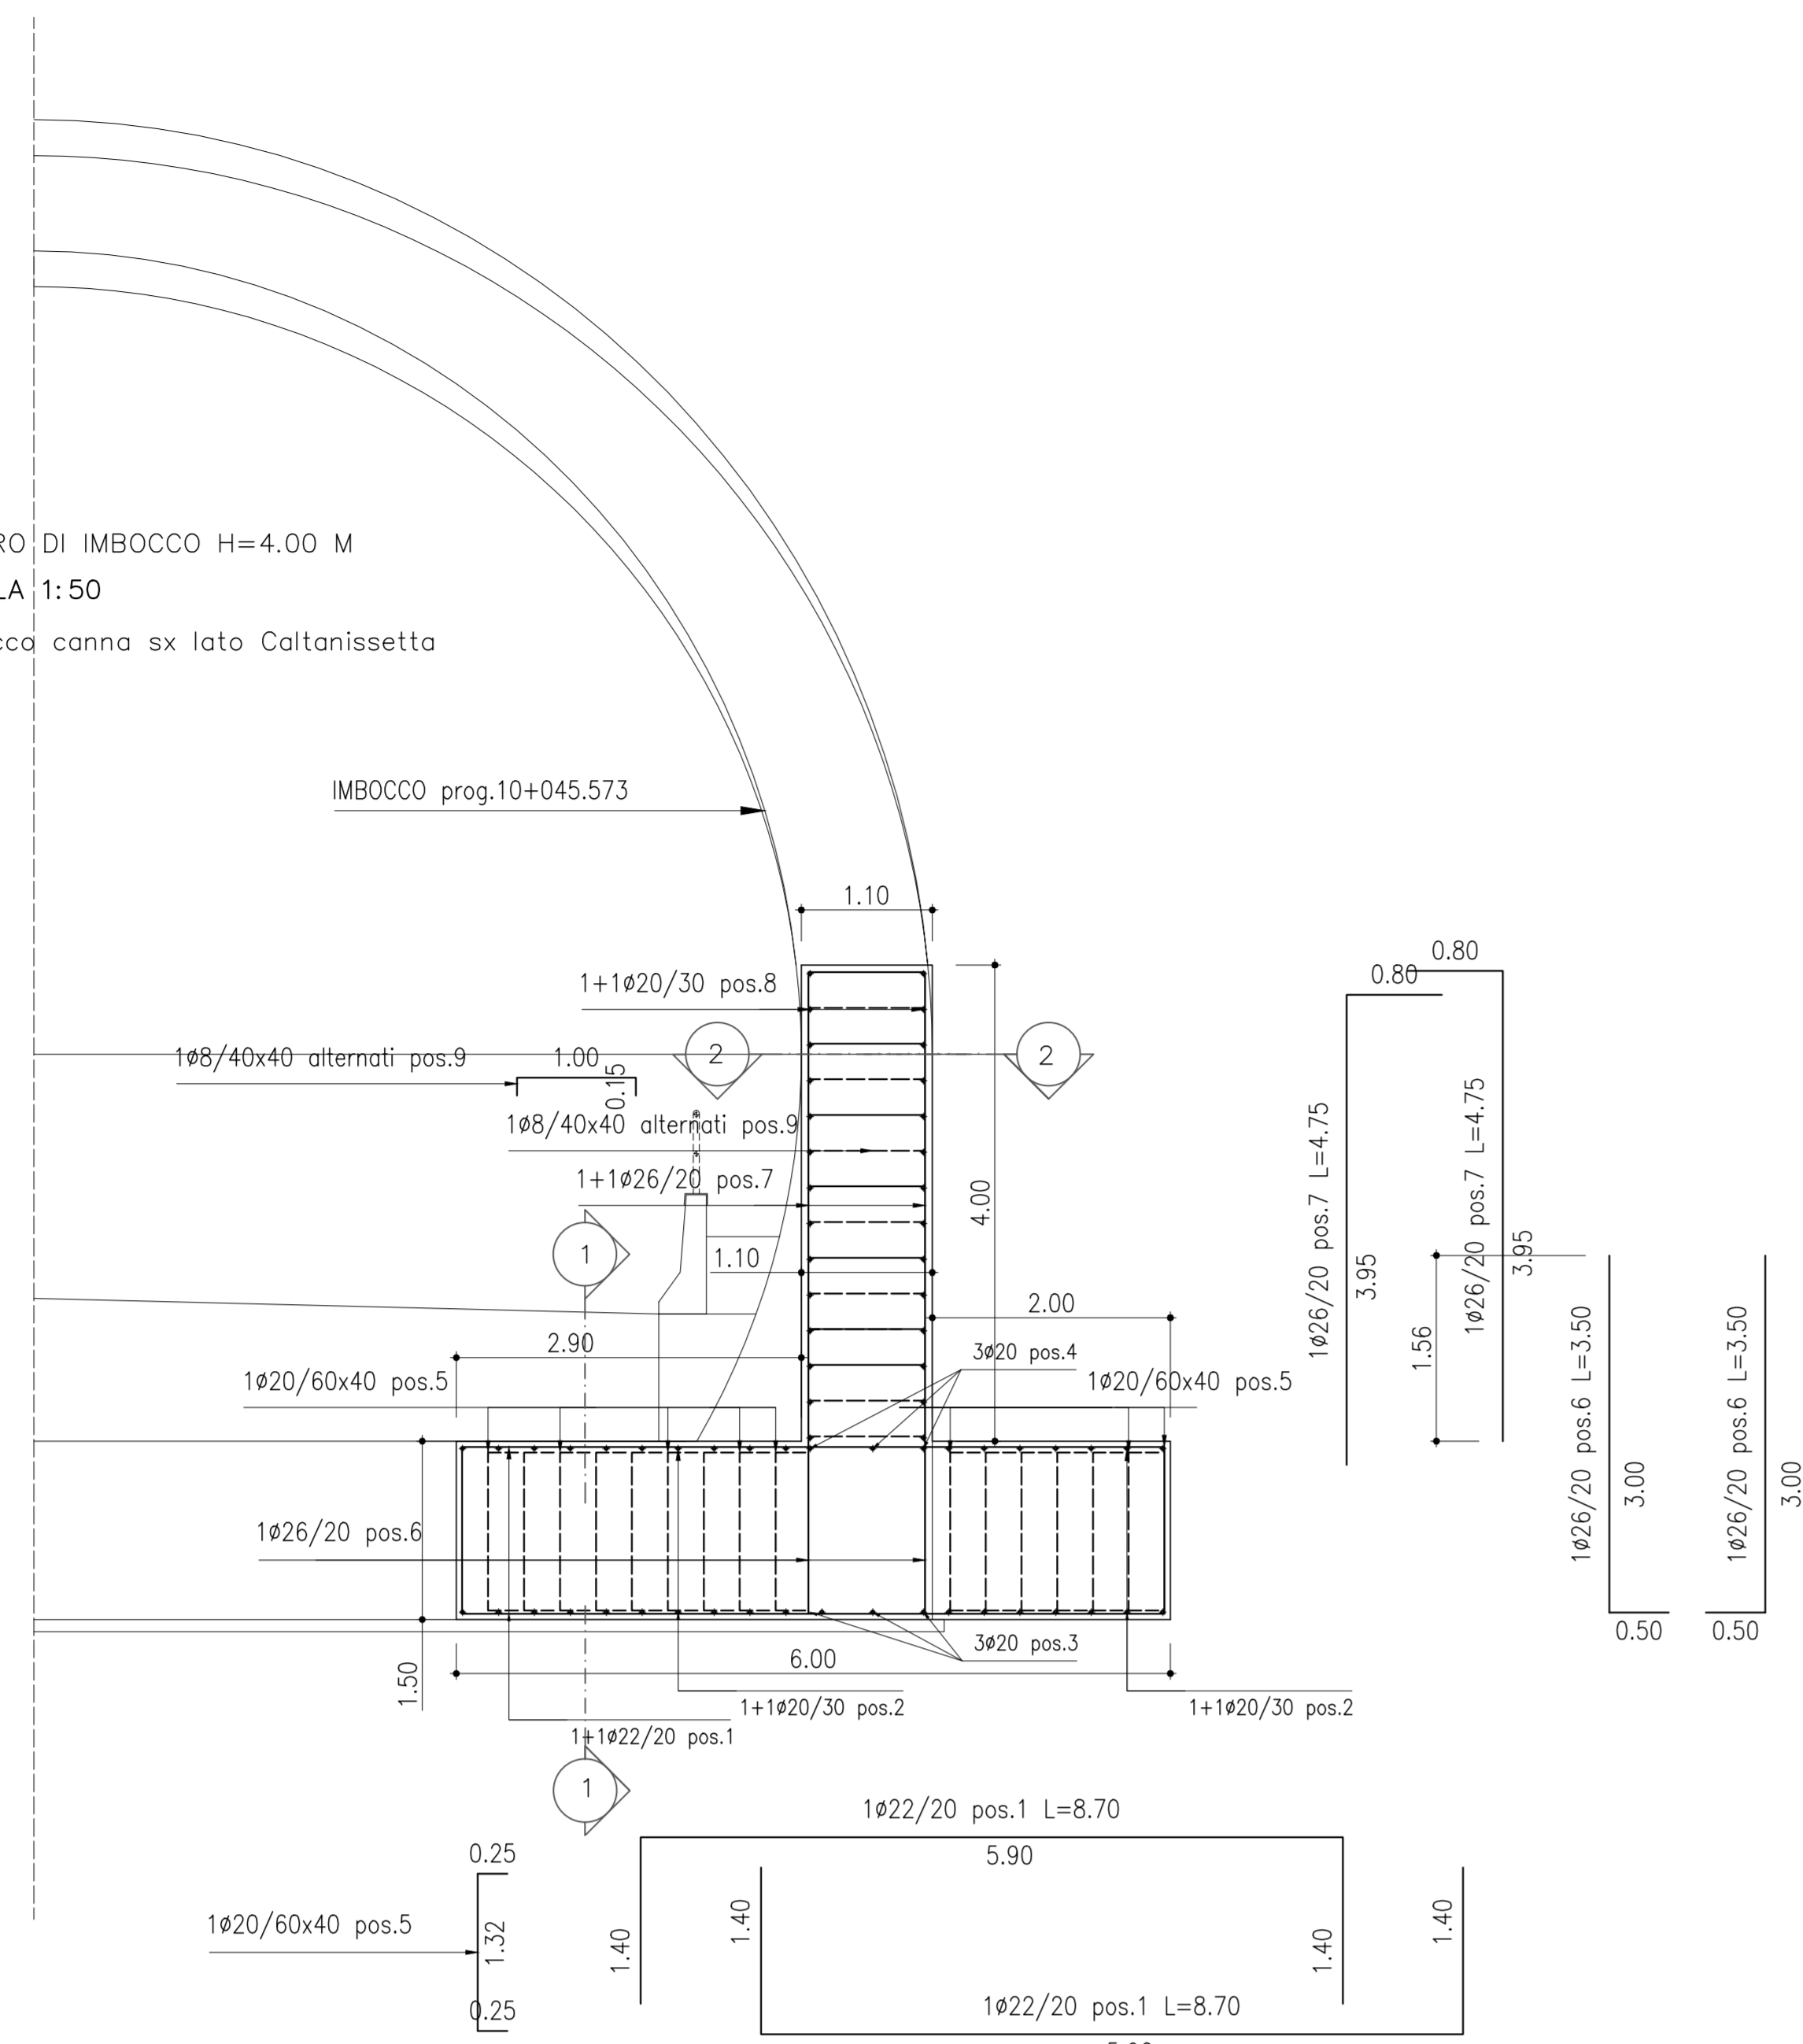 RO DI IMBOCCO H=4.00 M
LA 1:50
cco canna sx lato Caltanissetta
IMBOCCO prog.10+045.573
1.10
0.80
0.80
1+1ø20/30 pos.8
2
2
1ø8/40x40 alternati pos.9
1.00
0.15
1ø8/40x40 alternati pos.9
1+1ø26/20 pos.7
4.00
1ø26/20 pos.7 L=4.75
3.95
1ø26/20 pos.7 L=4.75
3.95
1
1.10
2.00
2.90
3ø20 pos.4
1ø20/60x40 pos.5
1ø20/60x40 pos.5
1.56
1ø26/20 pos.6 L=3.50
3.00
1ø26/20 pos.6 L=3.50
3.00
1ø26/20 pos.6
0.50
0.50
3ø20 pos.3
6.00
1.50
1+1ø20/30 pos.2
1+1ø20/30 pos.2
1+1ø22/20 pos.1
1
1ø22/20 pos.1 L=8.70
5.90
0.25
1ø20/60x40 pos.5
1.32
0.25
1.40
1.40
1.40
1.40
1ø22/20 pos.1 L=8.70